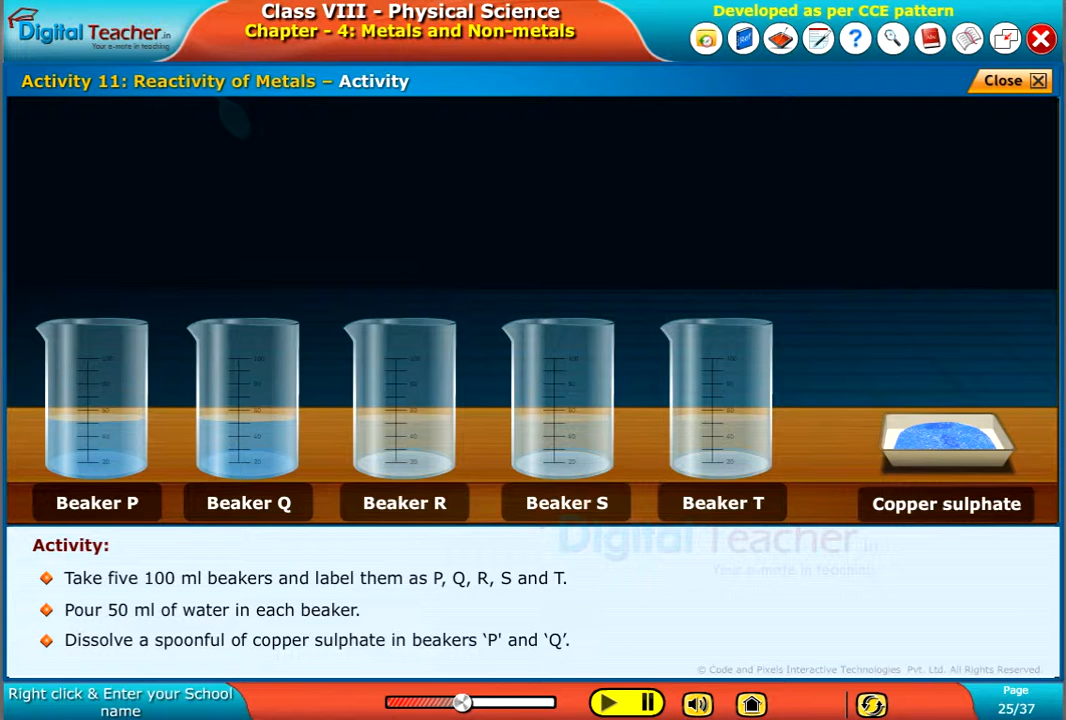 Digital Teacher.in
Your e-mate in teaching
Class VIII - Physical Science
Chapter - 4: Metals and Non-metals
Developed as per CCE pattern
Activity 11: Reactivity of Metals – Activity
Close
Beaker P
Beaker Q
Beaker R
Beaker S
Beaker T
Copper sulphate
Digital Teacher.in
Your e-mate in teaching
Activity:
Take five 100 ml beakers and label them as P, Q, R, S and T.
Pour 50 ml of water in each beaker.
Dissolve a spoonful of copper sulphate in beakers ‘P' and ‘Q’.
© Code and Pixels Interactive Technologies Pvt. Ltd. All Rights Reserved.
Right click & Enter your School
name
Page
25/37